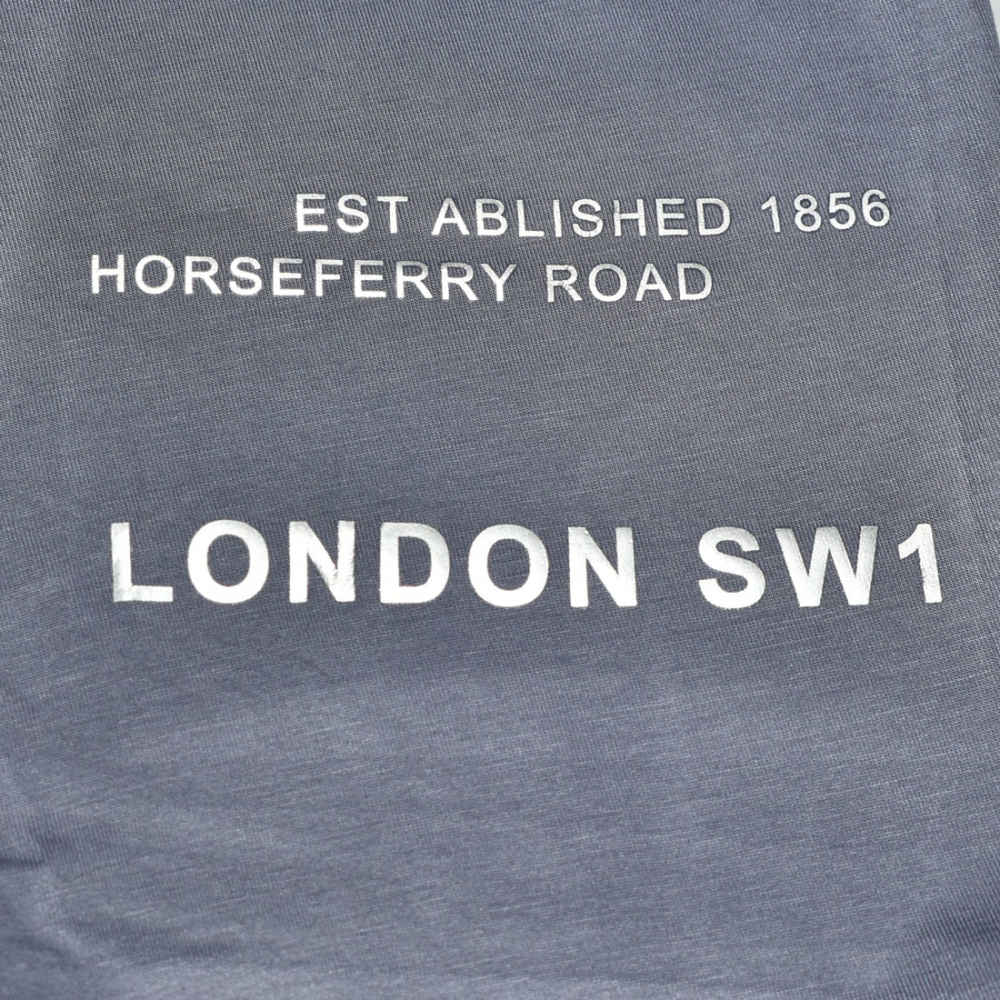 EST ABLISHED 1856
HORSEFERRY ROAD
LONDON SW1